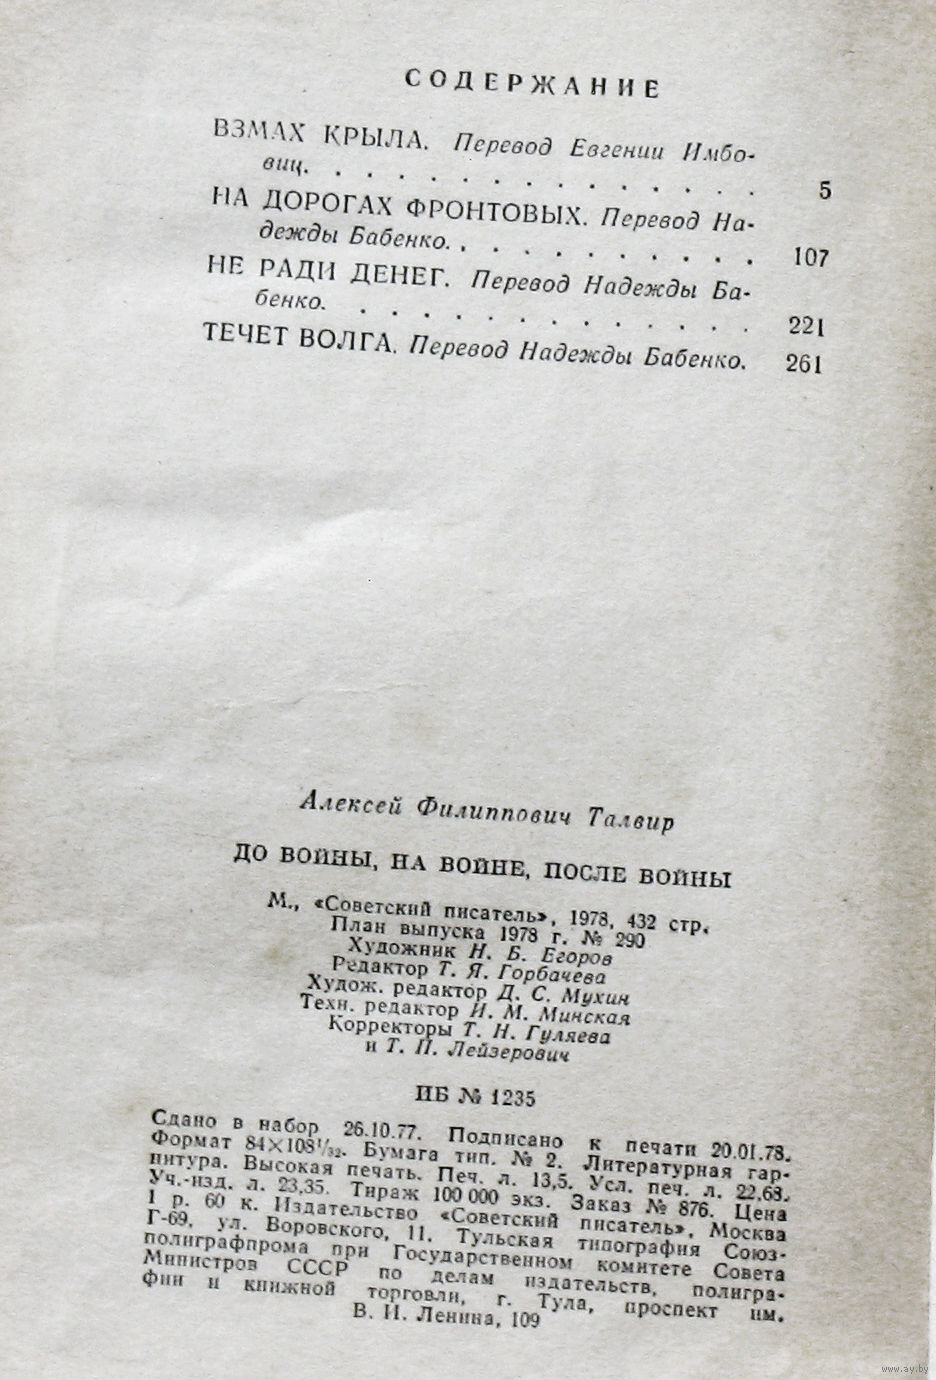 СОДЕРЖАНИЕ
ВЗМАХ КРЫЛА. Перевод Евгении Имбо-
виц. . . . . . . . . . . . . . . 5
НА ДОРОГАХ ФРОНТОВЫХ. Перевод На-
дежды Бабенко. . . . . . . . . . . 107
НЕ РАДИ ДЕНЕГ. Перевод Надежды Ба-
бенко. . . . . . . . . . . . . . . 221
ТЕЧЕТ ВОЛГА. Перевод Надежды Бабенко. 261
Алексей Филиппович Талвир
ДО ВОЙНЫ, НА ВОЙНЕ, ПОСЛЕ ВОЙНЫ
М., «Советский писатель», 1978, 432 стр.
План выпуска 1978 г. № 290
Художник Н. Б. Егоров
Редактор Т. Я. Горбачева
Худож. редактор Д. С. Мухин
Техн. редактор И. М. Минская
Корректоры Т. Н. Гуляева
и Т. П. Лейзерович
ИБ № 1235
Сдано в набор 26.10.77. Подписано к печати 20.01.78.
Формат 84×108¹/₃₂. Бумага тип. № 2. Литературная гар-
нитура. Высокая печать. Печ. л. 13,5. Усл. печ. л. 22,68.
Уч.-изд. л. 23,35. Тираж 100 000 экз. Заказ № 876. Цена
1 р. 60 к. Издательство «Советский писатель», Москва
Г-69, ул. Воровского, 11. Тульская типография Союз-
полиграфпрома при Государственном комитете Совета
Министров СССР по делам издательств, полигра-
фии и книжной торговли, г. Тула, проспект им.
В. И. Ленина, 109
www.ay.by